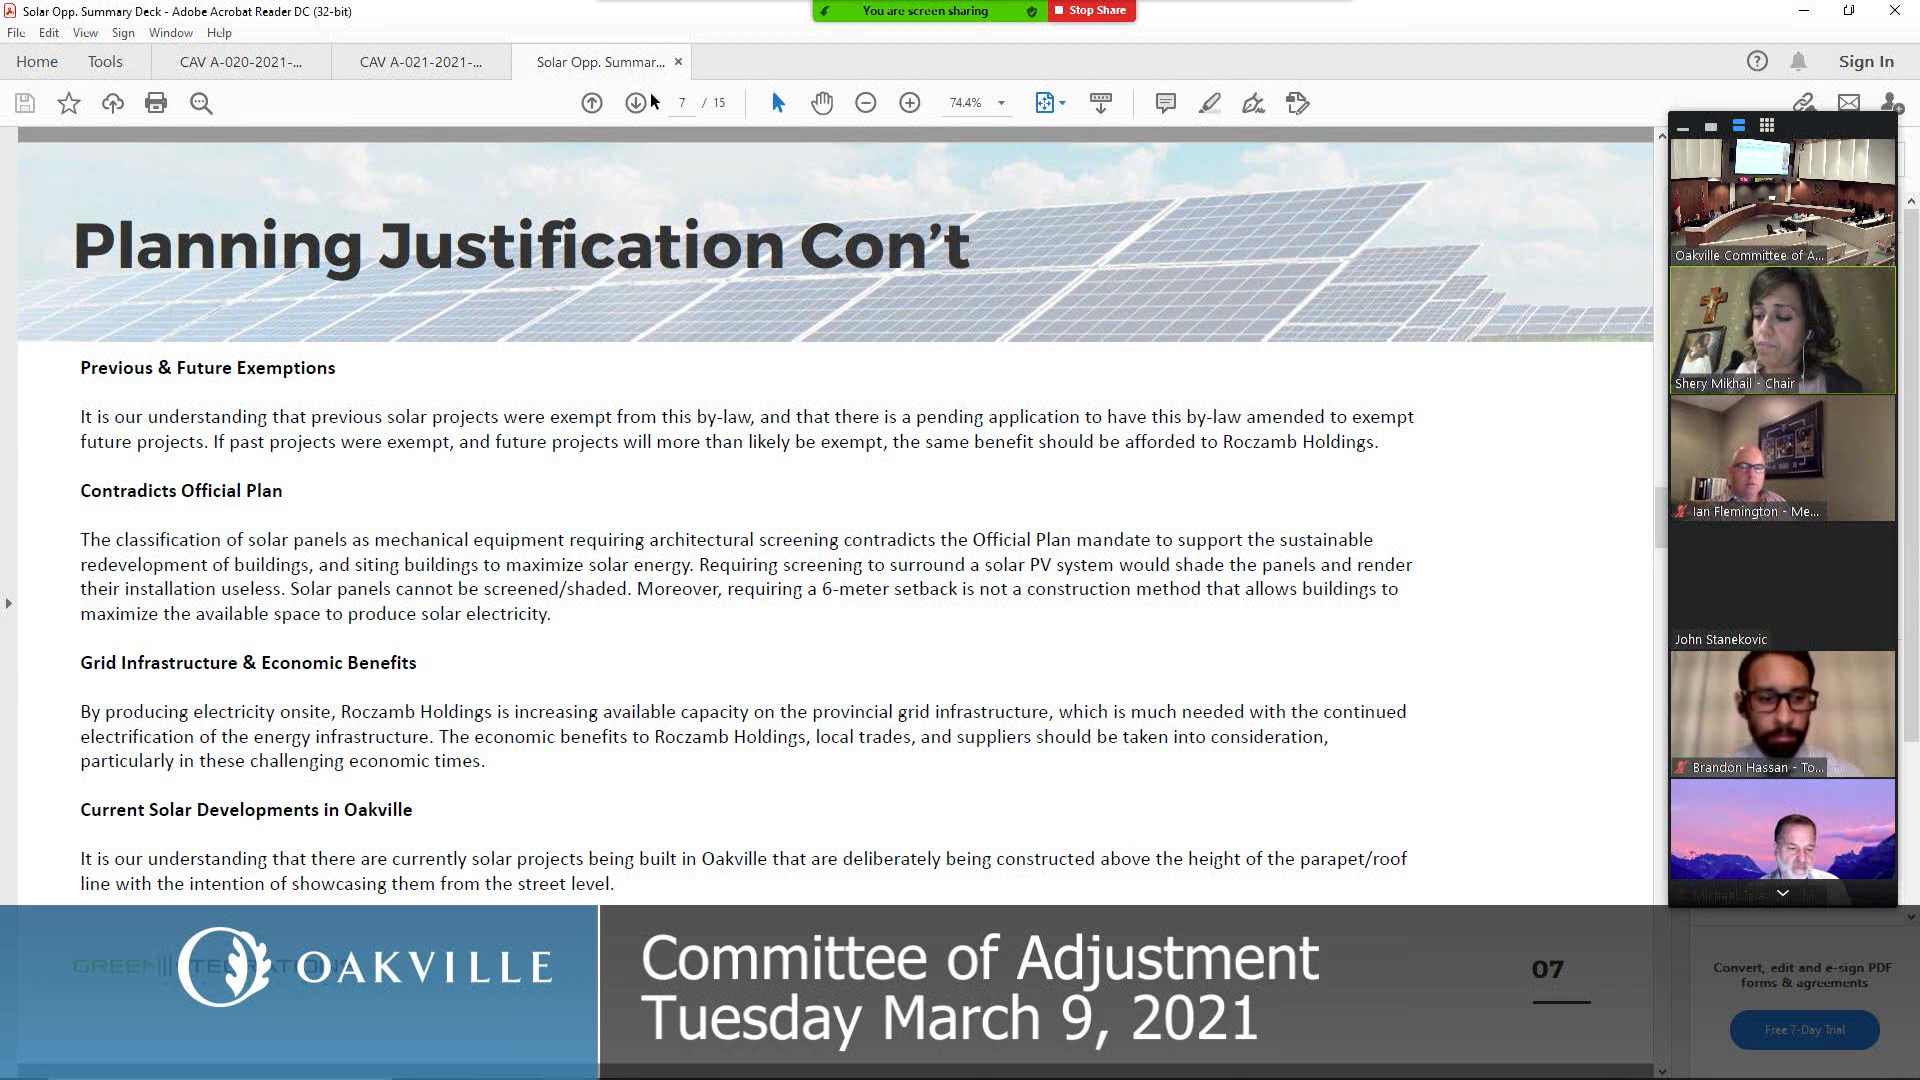 Solar Opp. Summary Deck - Adobe Acrobat Reader DC (32-bit)
You are screen sharing
Stop Share
File Edit View Sign Window Help
Home Tools CAV A-020-2021-... CAV A-021-2021-... Solar Opp. Summar... × Sign In
7 / 15 74.4%
Planning Justification Con't
Previous & Future Exemptions
It is our understanding that previous solar projects were exempt from this by-law, and that there is a pending application to have this by-law amended to exempt
future projects. If past projects were exempt, and future projects will more than likely be exempt, the same benefit should be afforded to Roczamb Holdings.
Contradicts Official Plan
The classification of solar panels as mechanical equipment requiring architectural screening contradicts the Official Plan mandate to support the sustainable
redevelopment of buildings, and siting buildings to maximize solar energy. Requiring screening to surround a solar PV system would shade the panels and render
their installation useless. Solar panels cannot be screened/shaded. Moreover, requiring a 6-meter setback is not a construction method that allows buildings to
maximize the available space to produce solar electricity.
Grid Infrastructure & Economic Benefits
By producing electricity onsite, Roczamb Holdings is increasing available capacity on the provincial grid infrastructure, which is much needed with the continued
electrification of the energy infrastructure. The economic benefits to Roczamb Holdings, local trades, and suppliers should be taken into consideration,
particularly in these challenging economic times.
Current Solar Developments in Oakville
It is our understanding that there are currently solar projects being built in Oakville that are deliberately being constructed above the height of the parapet/roof
line with the intention of showcasing them from the street level.
Oakville Committee of A...
Shery Mikhail - Chair
Ian Flemington - Me...
John Stanekovic
Brandon Hassan - To...
OAKVILLE
Committee of Adjustment
Tuesday March 9, 2021
07
Convert, edit and e-sign PDF
forms & agreements
Free 7-Day Trial